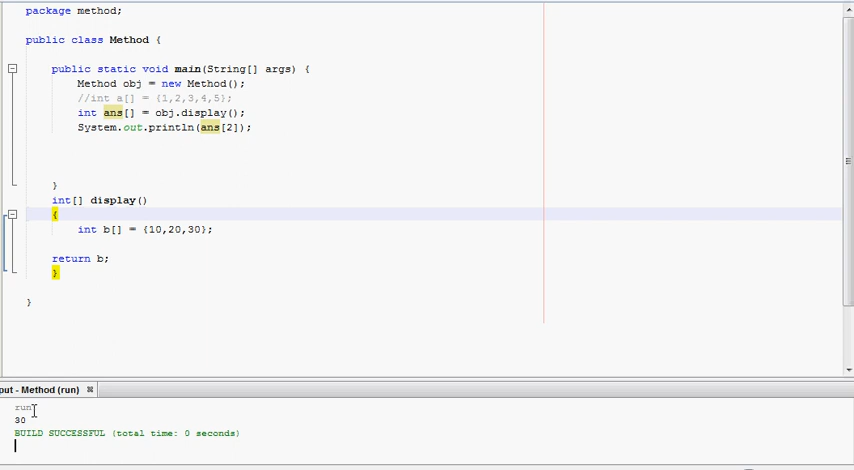 package method;
public class Method {
public static void main(String[] args) {
Method obj = new Method();
//int a[] = {1,2,3,4,5};
int ans[] = obj.display();
System.out.println(ans[2]);
}
int[] display()
{
int b[] = {10,20,30};
return b;
}
}
put - Method (run)
run
30
BUILD SUCCESSFUL (total time: 0 seconds)